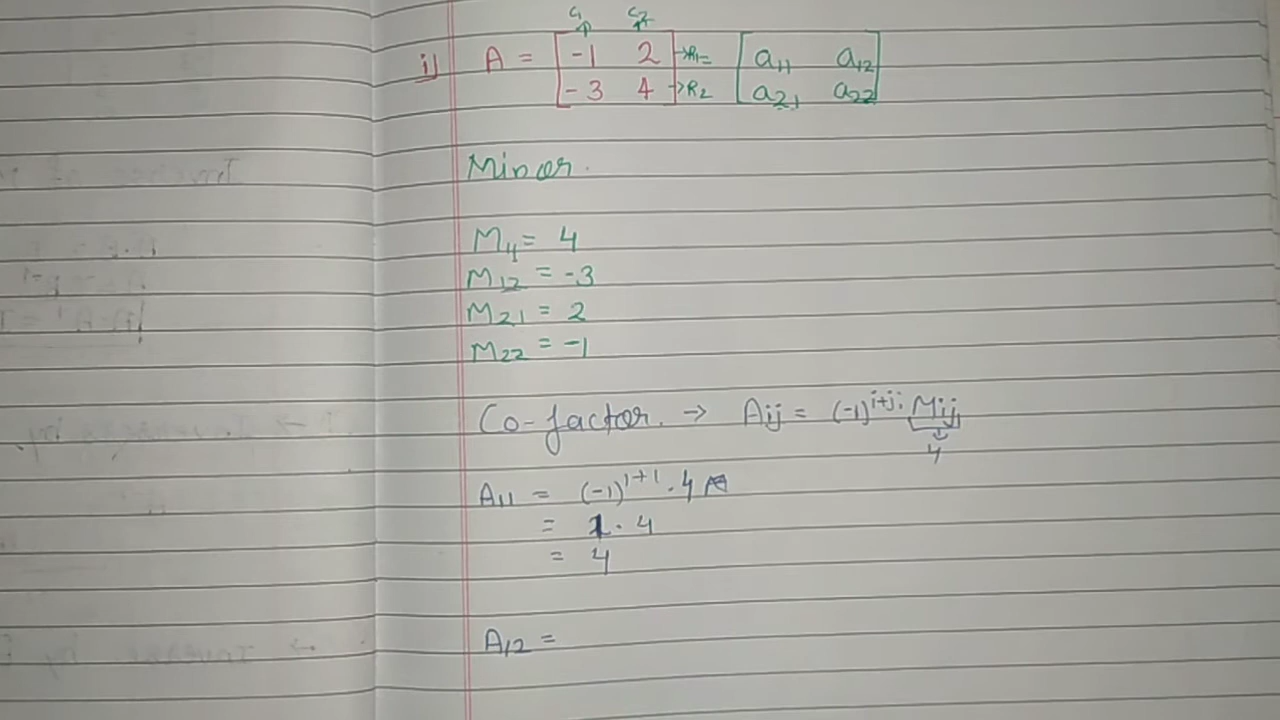 C1 C2
i) A = [ -1 2 ] →R1 = [ a11 a12 ]
[ -3 4 ] →R2 [ a21 a22 ]
Minor.
M11 = 4
M12 = -3
M21 = 2
M22 = -1
Co-factor. → Aij = (-1)^i+j. Mij
4
A11 = (-1)^1+1 . 4
= 1 . 4
= 4
A12 =